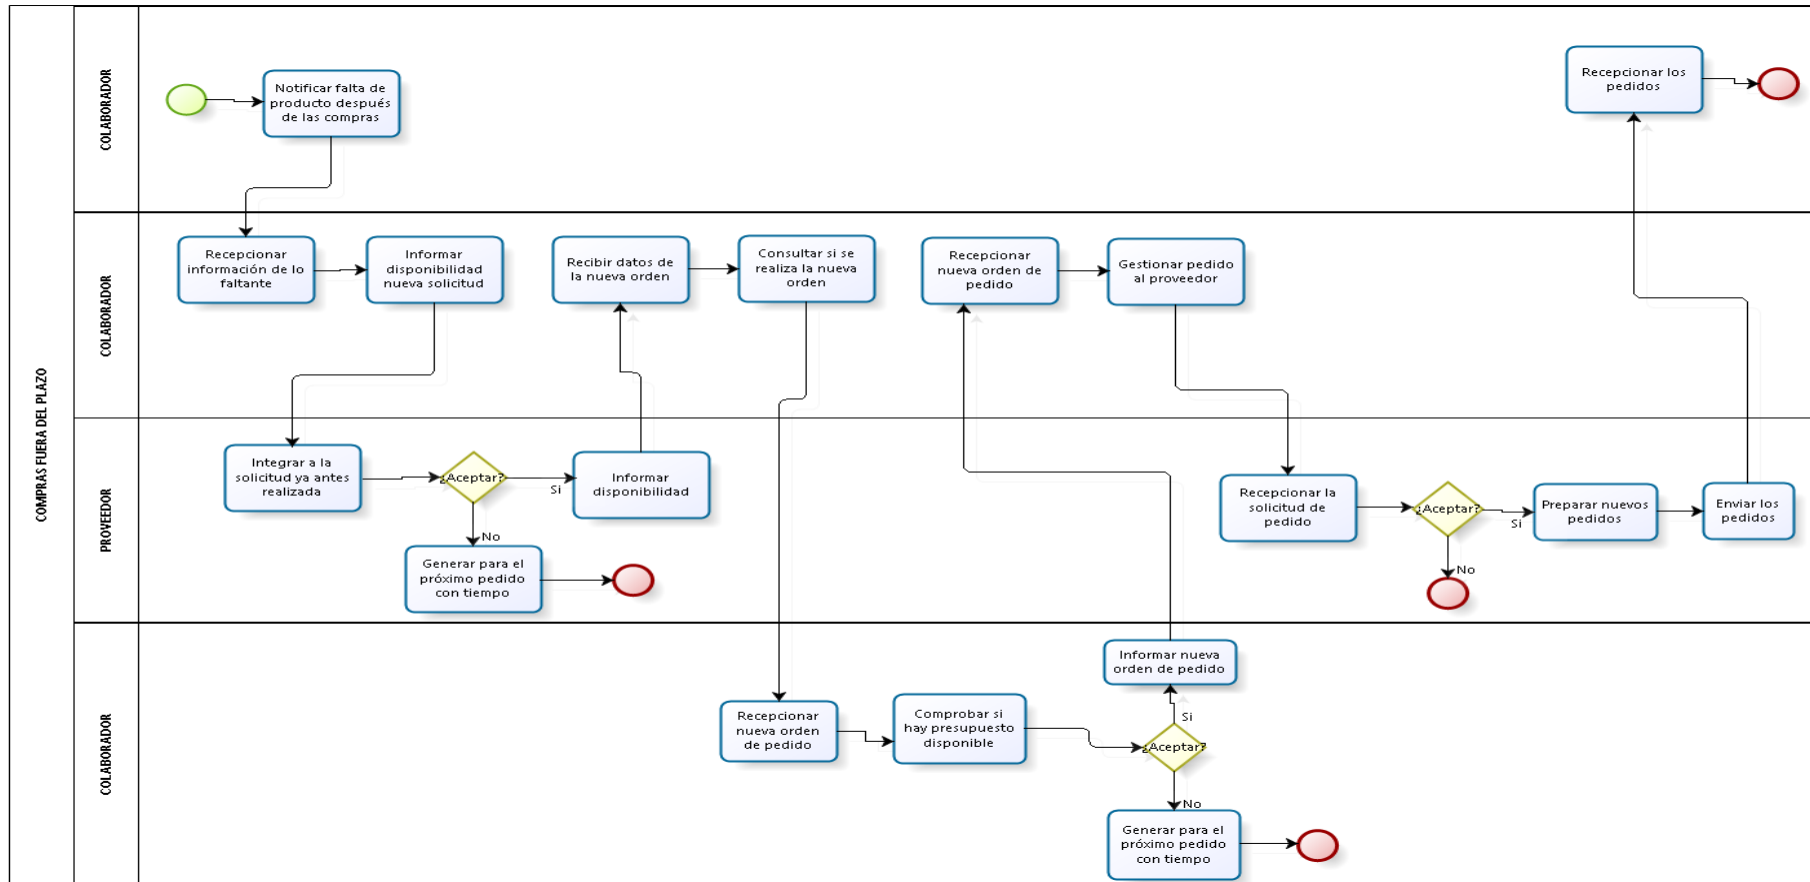 COMPRAS FUERA DEL PLAZO
COLABORADOR
Notificar falta de
producto después
de las compras
Recepcionar los
pedidos
COLABORADOR
Recepcionar
información de lo
faltante
Informar
disponibilidad
nueva solicitud
Recibir datos de
la nueva orden
Consultar si se
realiza la nueva
orden
Recepcionar
nueva orden de
pedido
Gestionar pedido
al proveedor
PROVEEDOR
Integrar a la
solicitud ya antes
realizada
¿Aceptar?
Si
No
Informar
disponibilidad
Generar para el
próximo pedido
con tiempo
Recepcionar la
solicitud de
pedido
¿Aceptar?
Si
No
Preparar nuevos
pedidos
Enviar los
pedidos
COLABORADOR
Recepcionar
nueva orden
de pedido
Comprobar si
hay presupuesto
disponible
¿Aceptar?
Si
No
Informar nueva
orden de pedido
Generar para el
próximo pedido
con tiempo